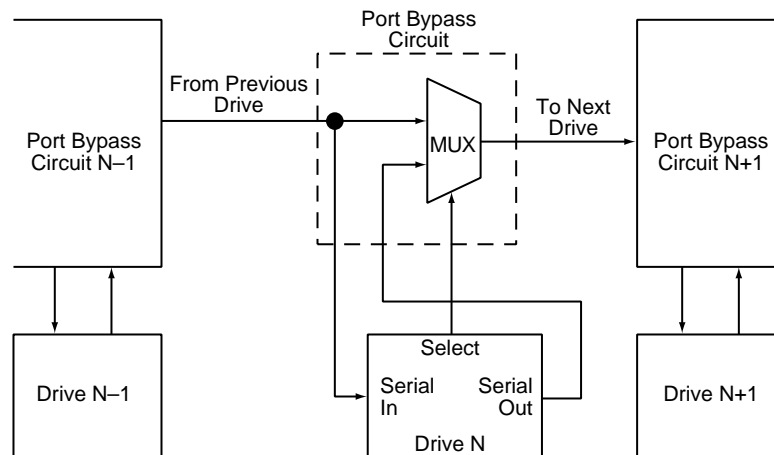 Port Bypass
Circuit
From Previous
Drive
To Next
Drive
Port Bypass
Circuit N–1
MUX
Port Bypass
Circuit N+1
Select
Drive N–1
Serial
In
Serial
Out
Drive N+1
Drive N